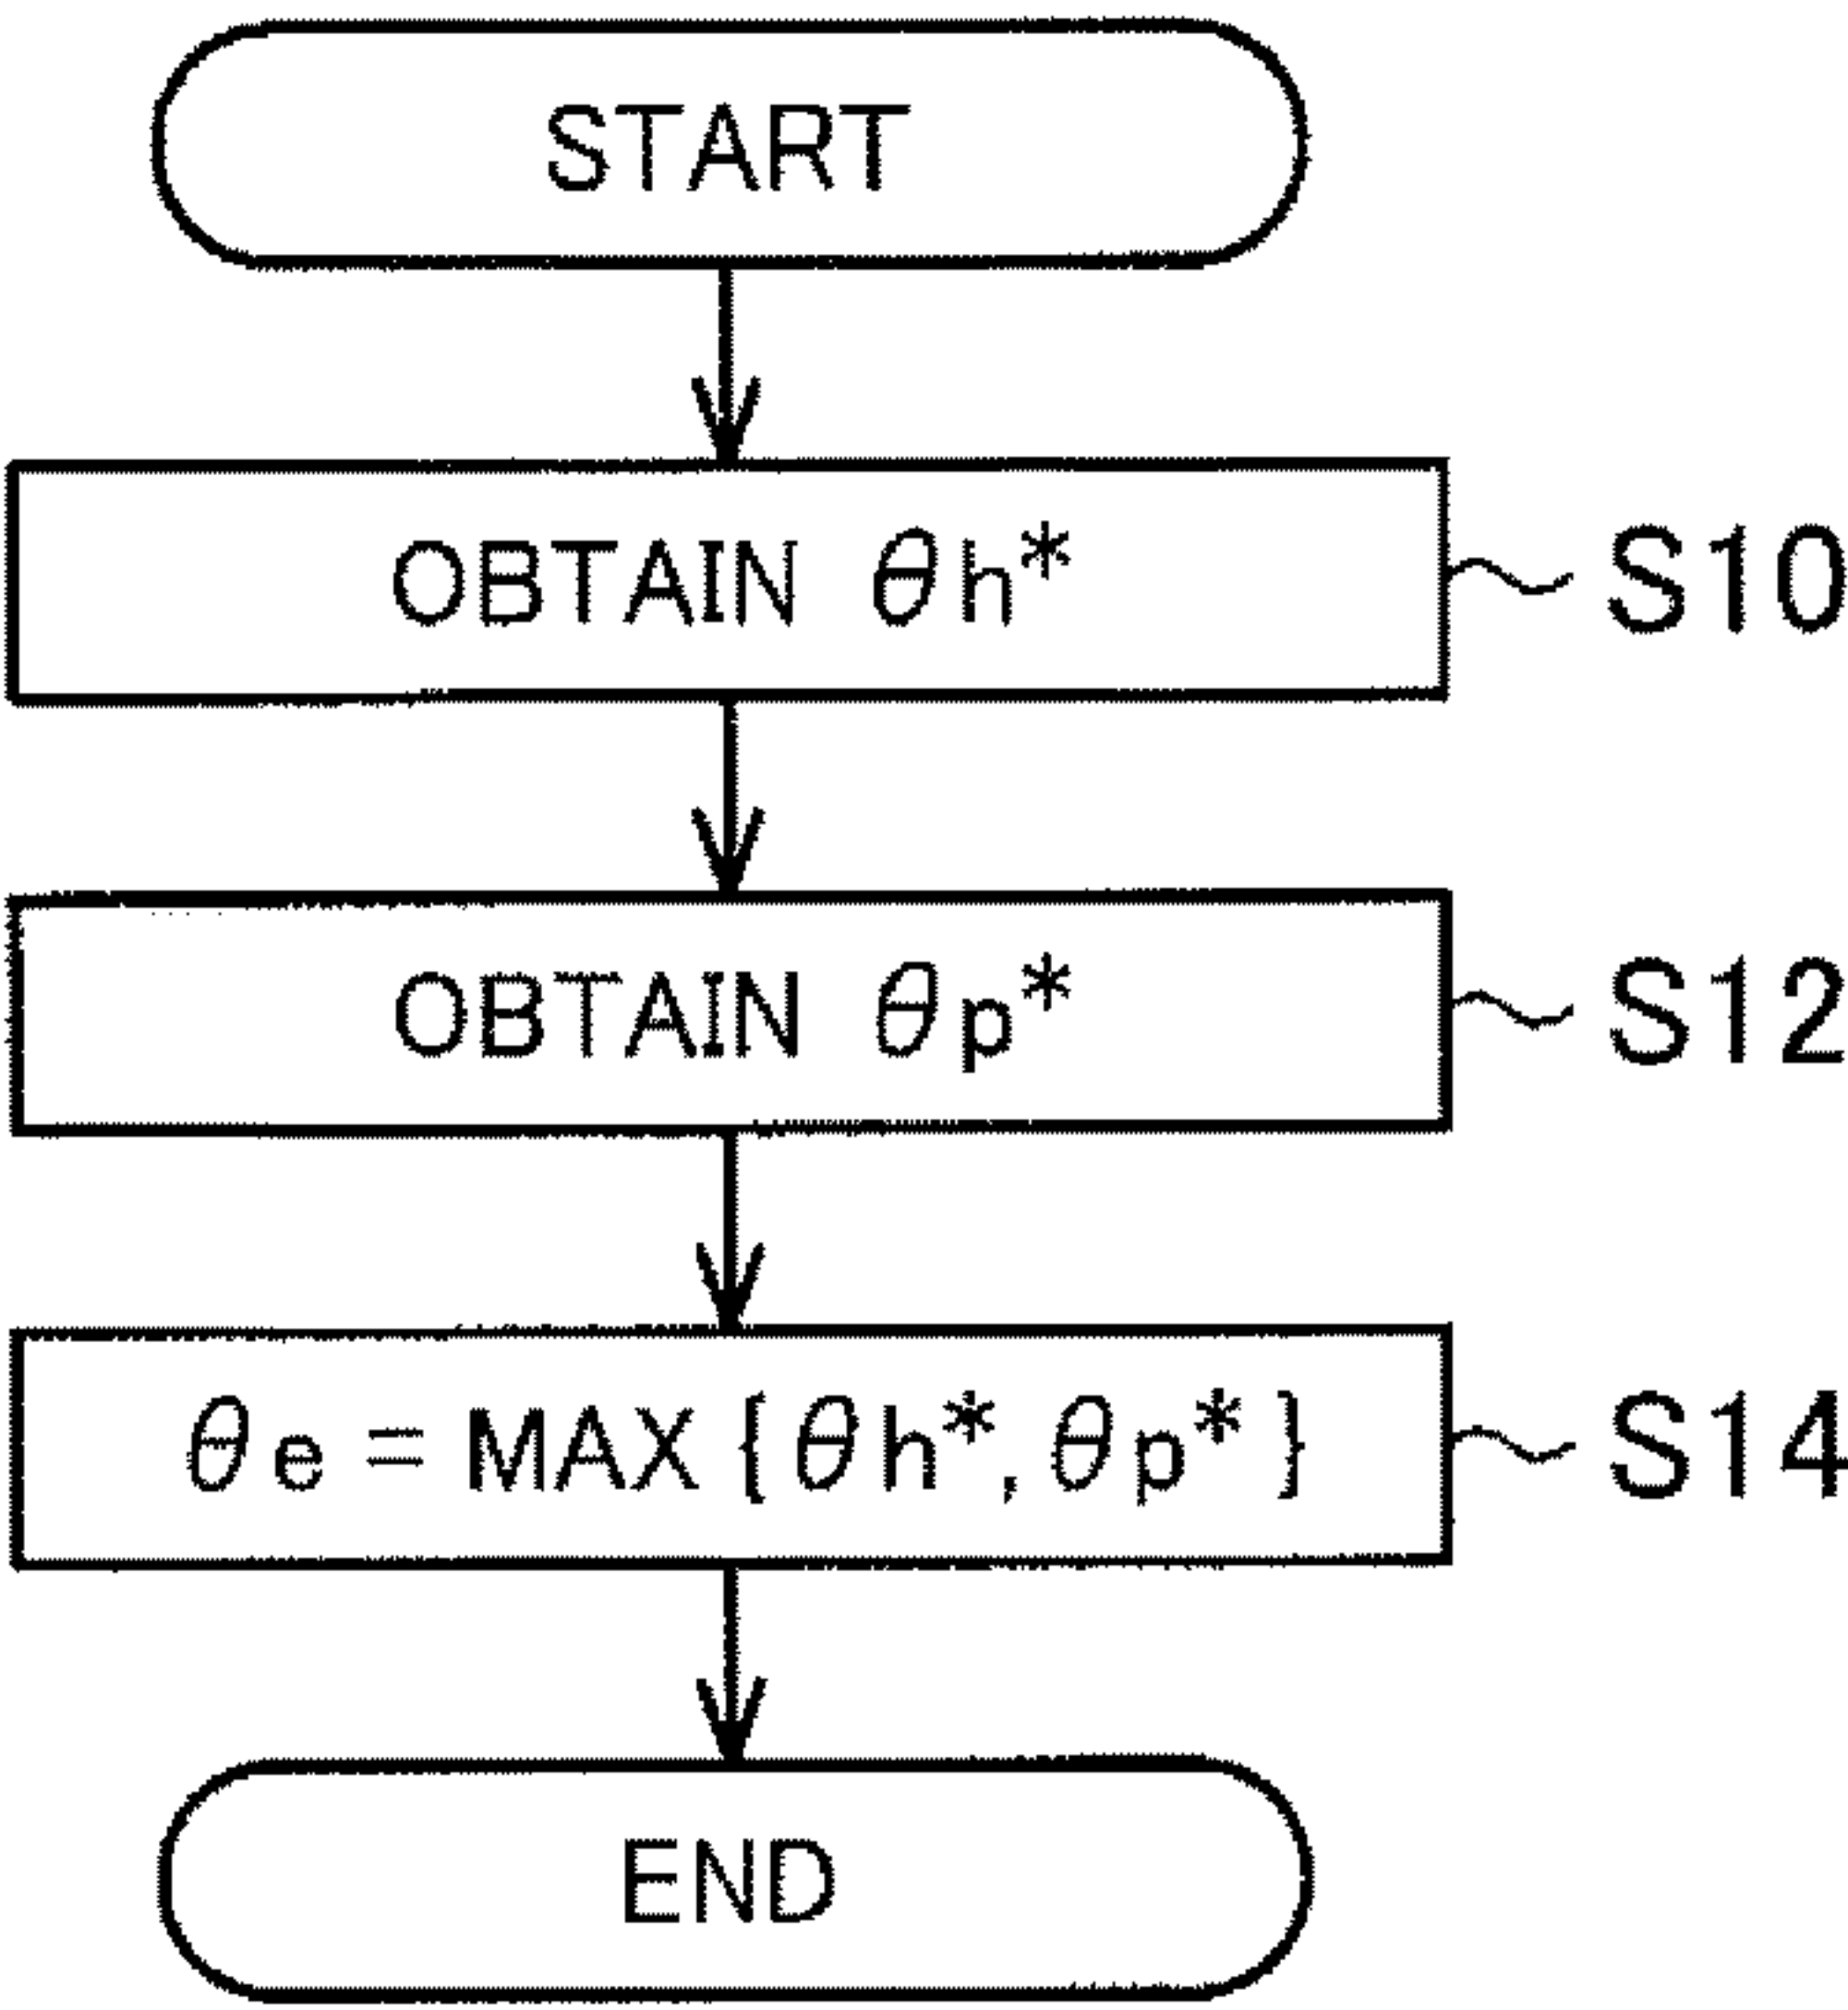 START
OBTAIN θh*
S10
OBTAIN θp*
S12
θe = MAX {θh*, θp*}
S14
END